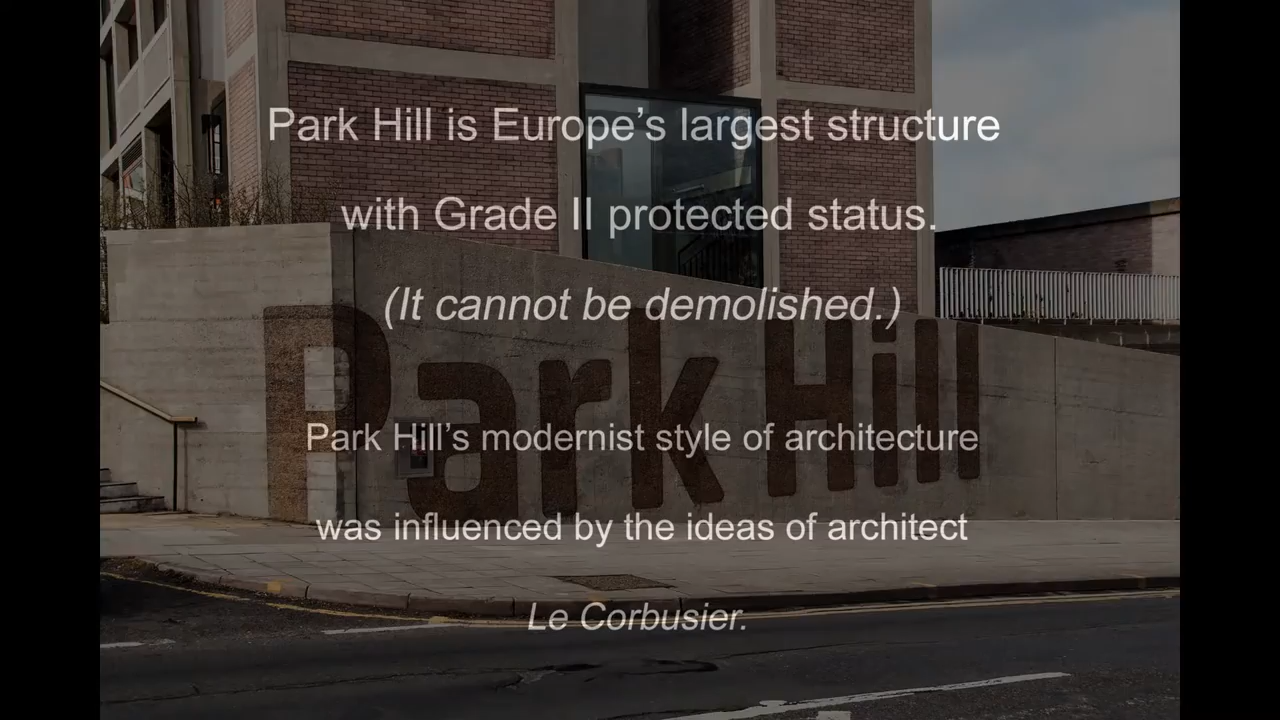 Park Hill is Europe’s largest structure
with Grade II protected status.
(It cannot be demolished.)
Park Hill
Park Hill’s modernist style of architecture
was influenced by the ideas of architect
Le Corbusier.